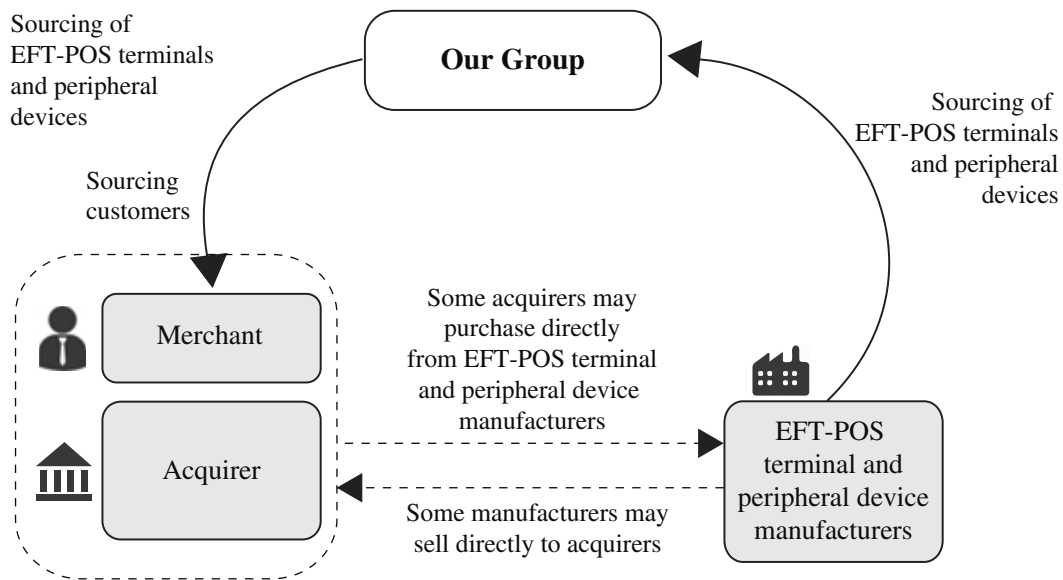 Sourcing of
EFT-POS terminals
and peripheral
devices
Our Group
Sourcing of
EFT-POS terminals
and peripheral
devices
Sourcing
customers
Merchant
Acquirer
Some acquirers may
purchase directly
from EFT-POS terminal
and peripheral device
manufacturers
Some manufacturers may
sell directly to acquirers
EFT-POS
terminal and
peripheral device
manufacturers